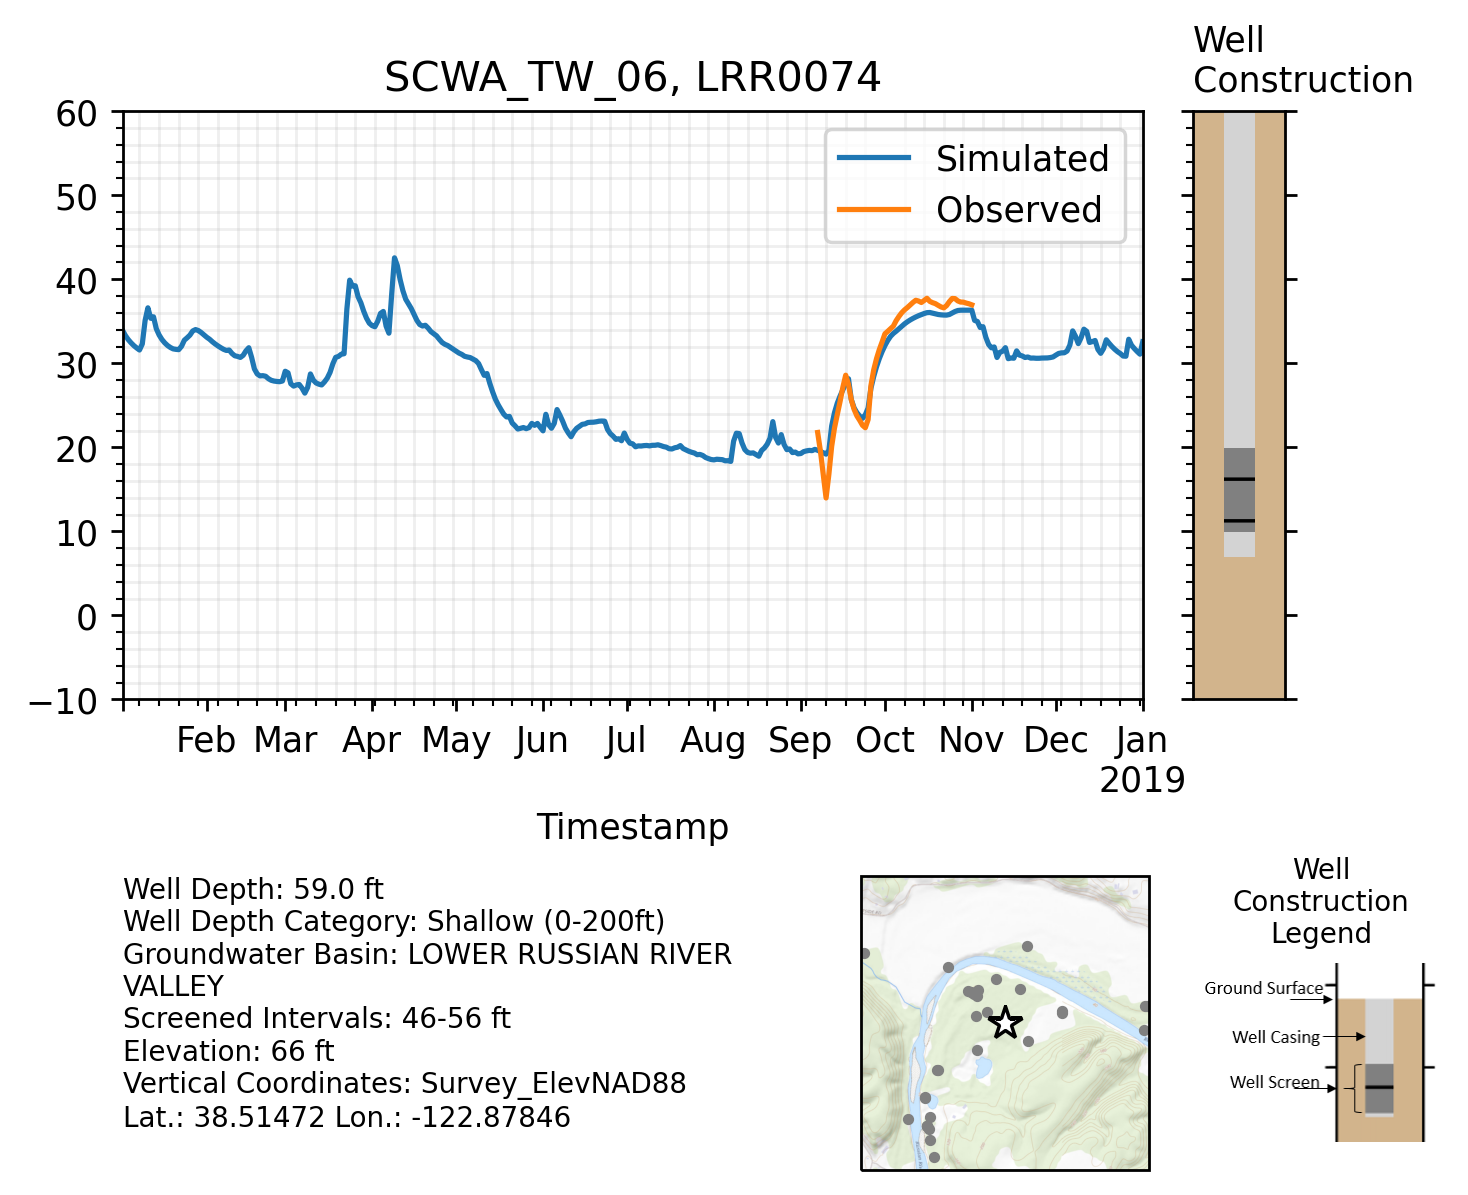 Well
Construction
SCWA_TW_06, LRR0074
60
50
40
30
20
10
0
−10
Simulated
Observed
Feb Mar Apr May Jun Jul Aug Sep Oct Nov Dec Jan
2019
Timestamp
Well Depth: 59.0 ft
Well Depth Category: Shallow (0-200ft)
Groundwater Basin: LOWER RUSSIAN RIVER
VALLEY
Screened Intervals: 46-56 ft
Elevation: 66 ft
Vertical Coordinates: Survey_ElevNAD88
Lat.: 38.51472 Lon.: -122.87846
Well
Construction
Legend
Ground Surface
Well Casing
Well Screen